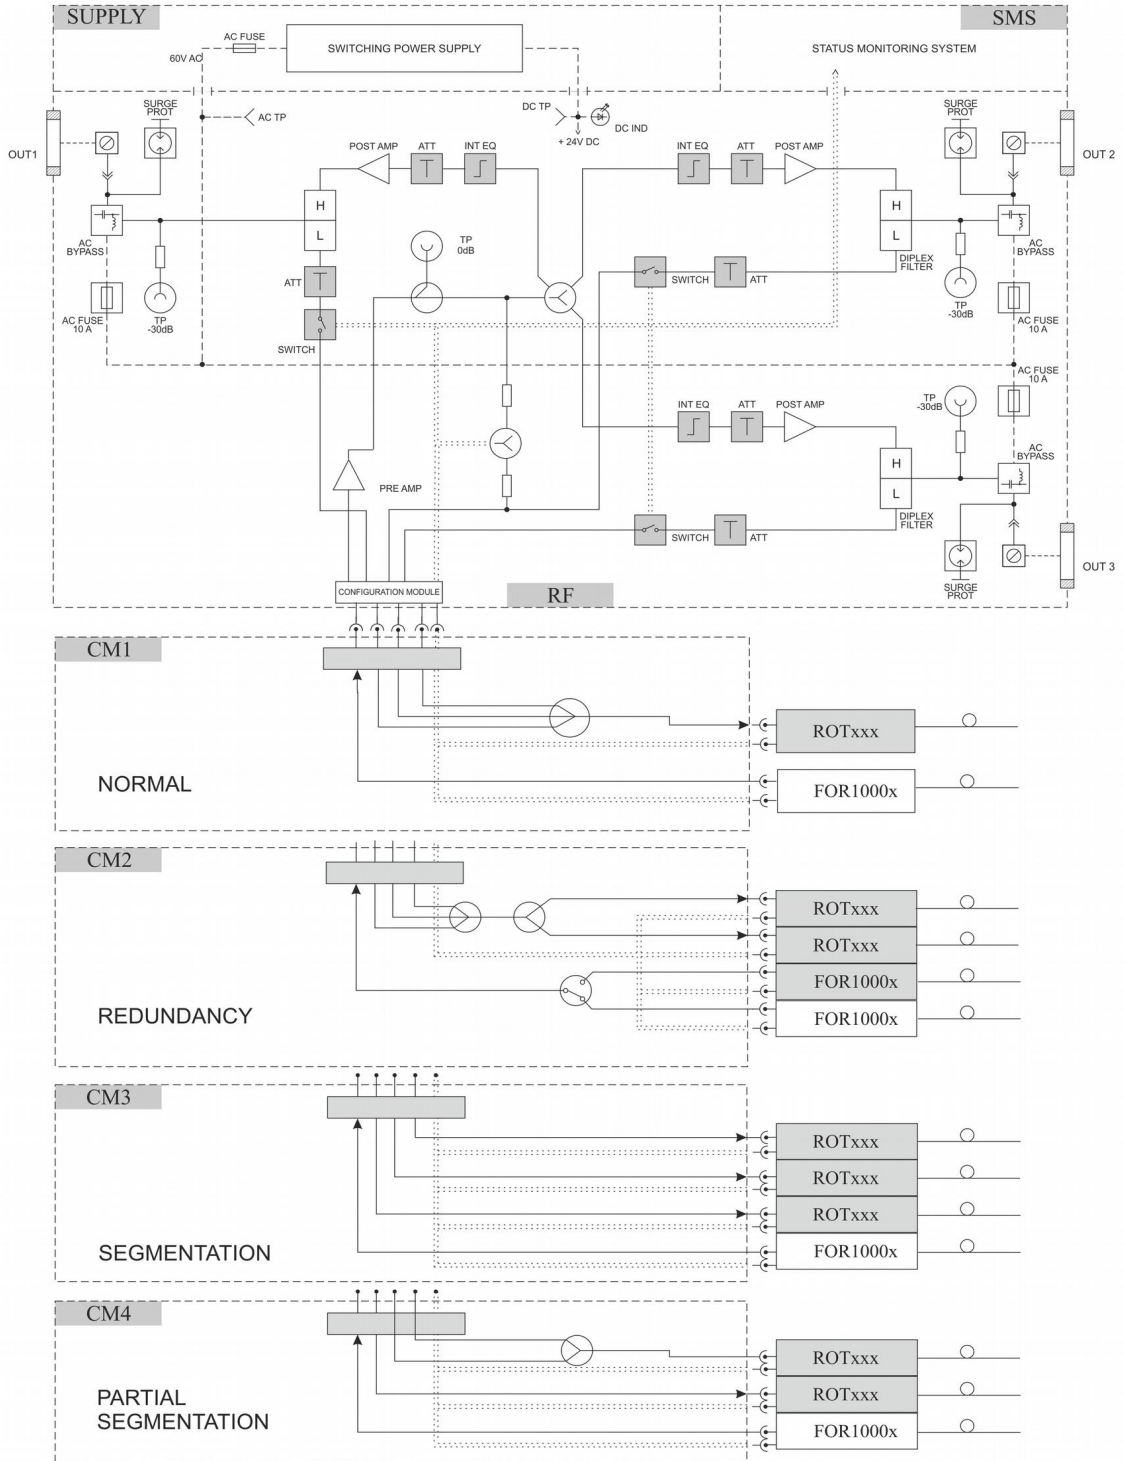 SUPPLY
SMS
AC FUSE
SWITCHING POWER SUPPLY
STATUS MONITORING SYSTEM
60V AC
SURGE
PROT
AC TP
DC TP
DC IND
+ 24V DC
SURGE
PROT
OUT1
OUT 2
POST AMP
ATT
INT EQ
INT EQ
ATT
POST AMP
H
L
H
L
AC
BYPASS
TP
0dB
AC
BYPASS
DIPLEX
FILTER
ATT
SWITCH
ATT
AC FUSE
10 A
TP
-30dB
TP
-30dB
AC FUSE
10 A
SWITCH
AC FUSE
10 A
INT EQ
ATT
POST AMP
TP
-30dB
AC
BYPASS
H
L
PRE AMP
DIPLEX
FILTER
SWITCH
ATT
OUT 3
SURGE
PROT
CONFIGURATION MODULE
RF
CM1
ROTxxx
NORMAL
FOR1000x
CM2
ROTxxx
ROTxxx
FOR1000x
REDUNDANCY
FOR1000x
CM3
ROTxxx
ROTxxx
ROTxxx
SEGMENTATION
FOR1000x
CM4
ROTxxx
PARTIAL
SEGMENTATION
ROTxxx
FOR1000x